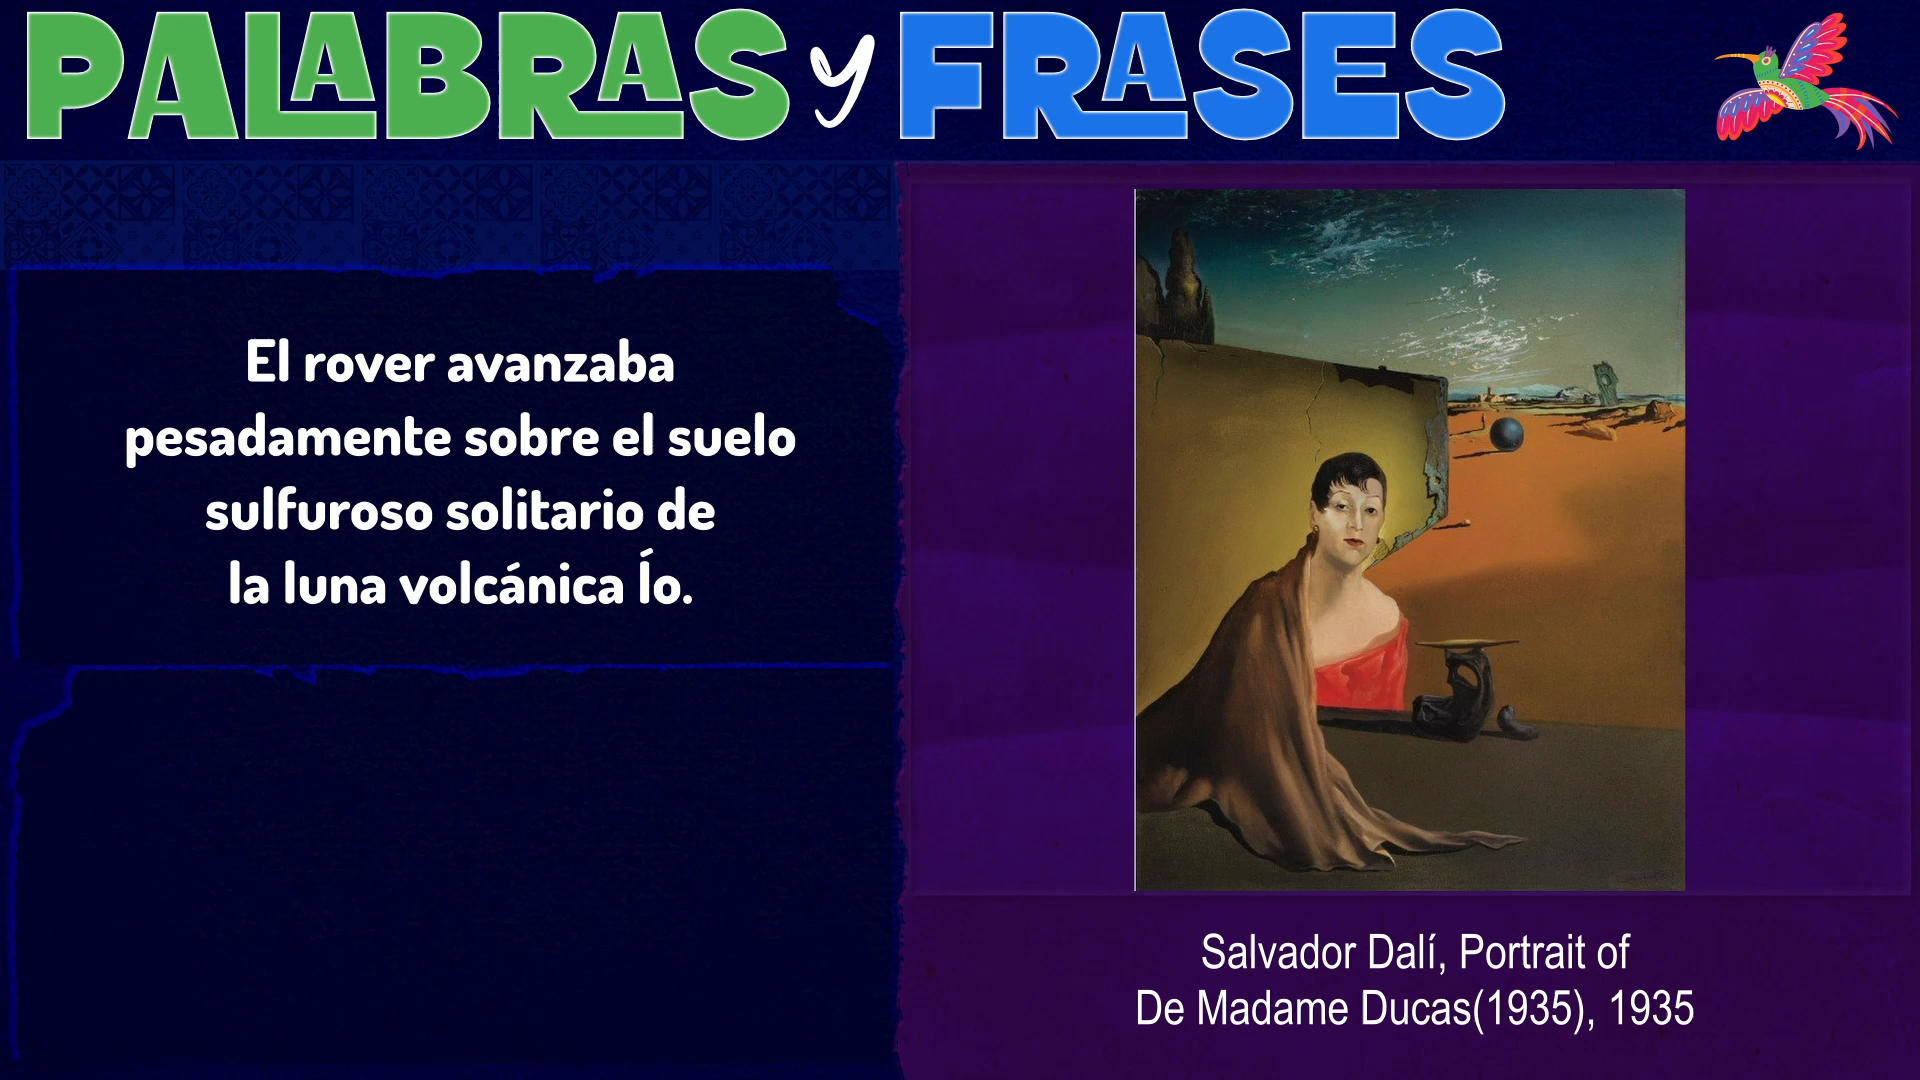 PALABRAS y FRASES
El rover avanzaba
pesadamente sobre el suelo
sulfuroso solitario de
la luna volcánica Ío.
Salvador Dalí, Portrait of
De Madame Ducas(1935), 1935